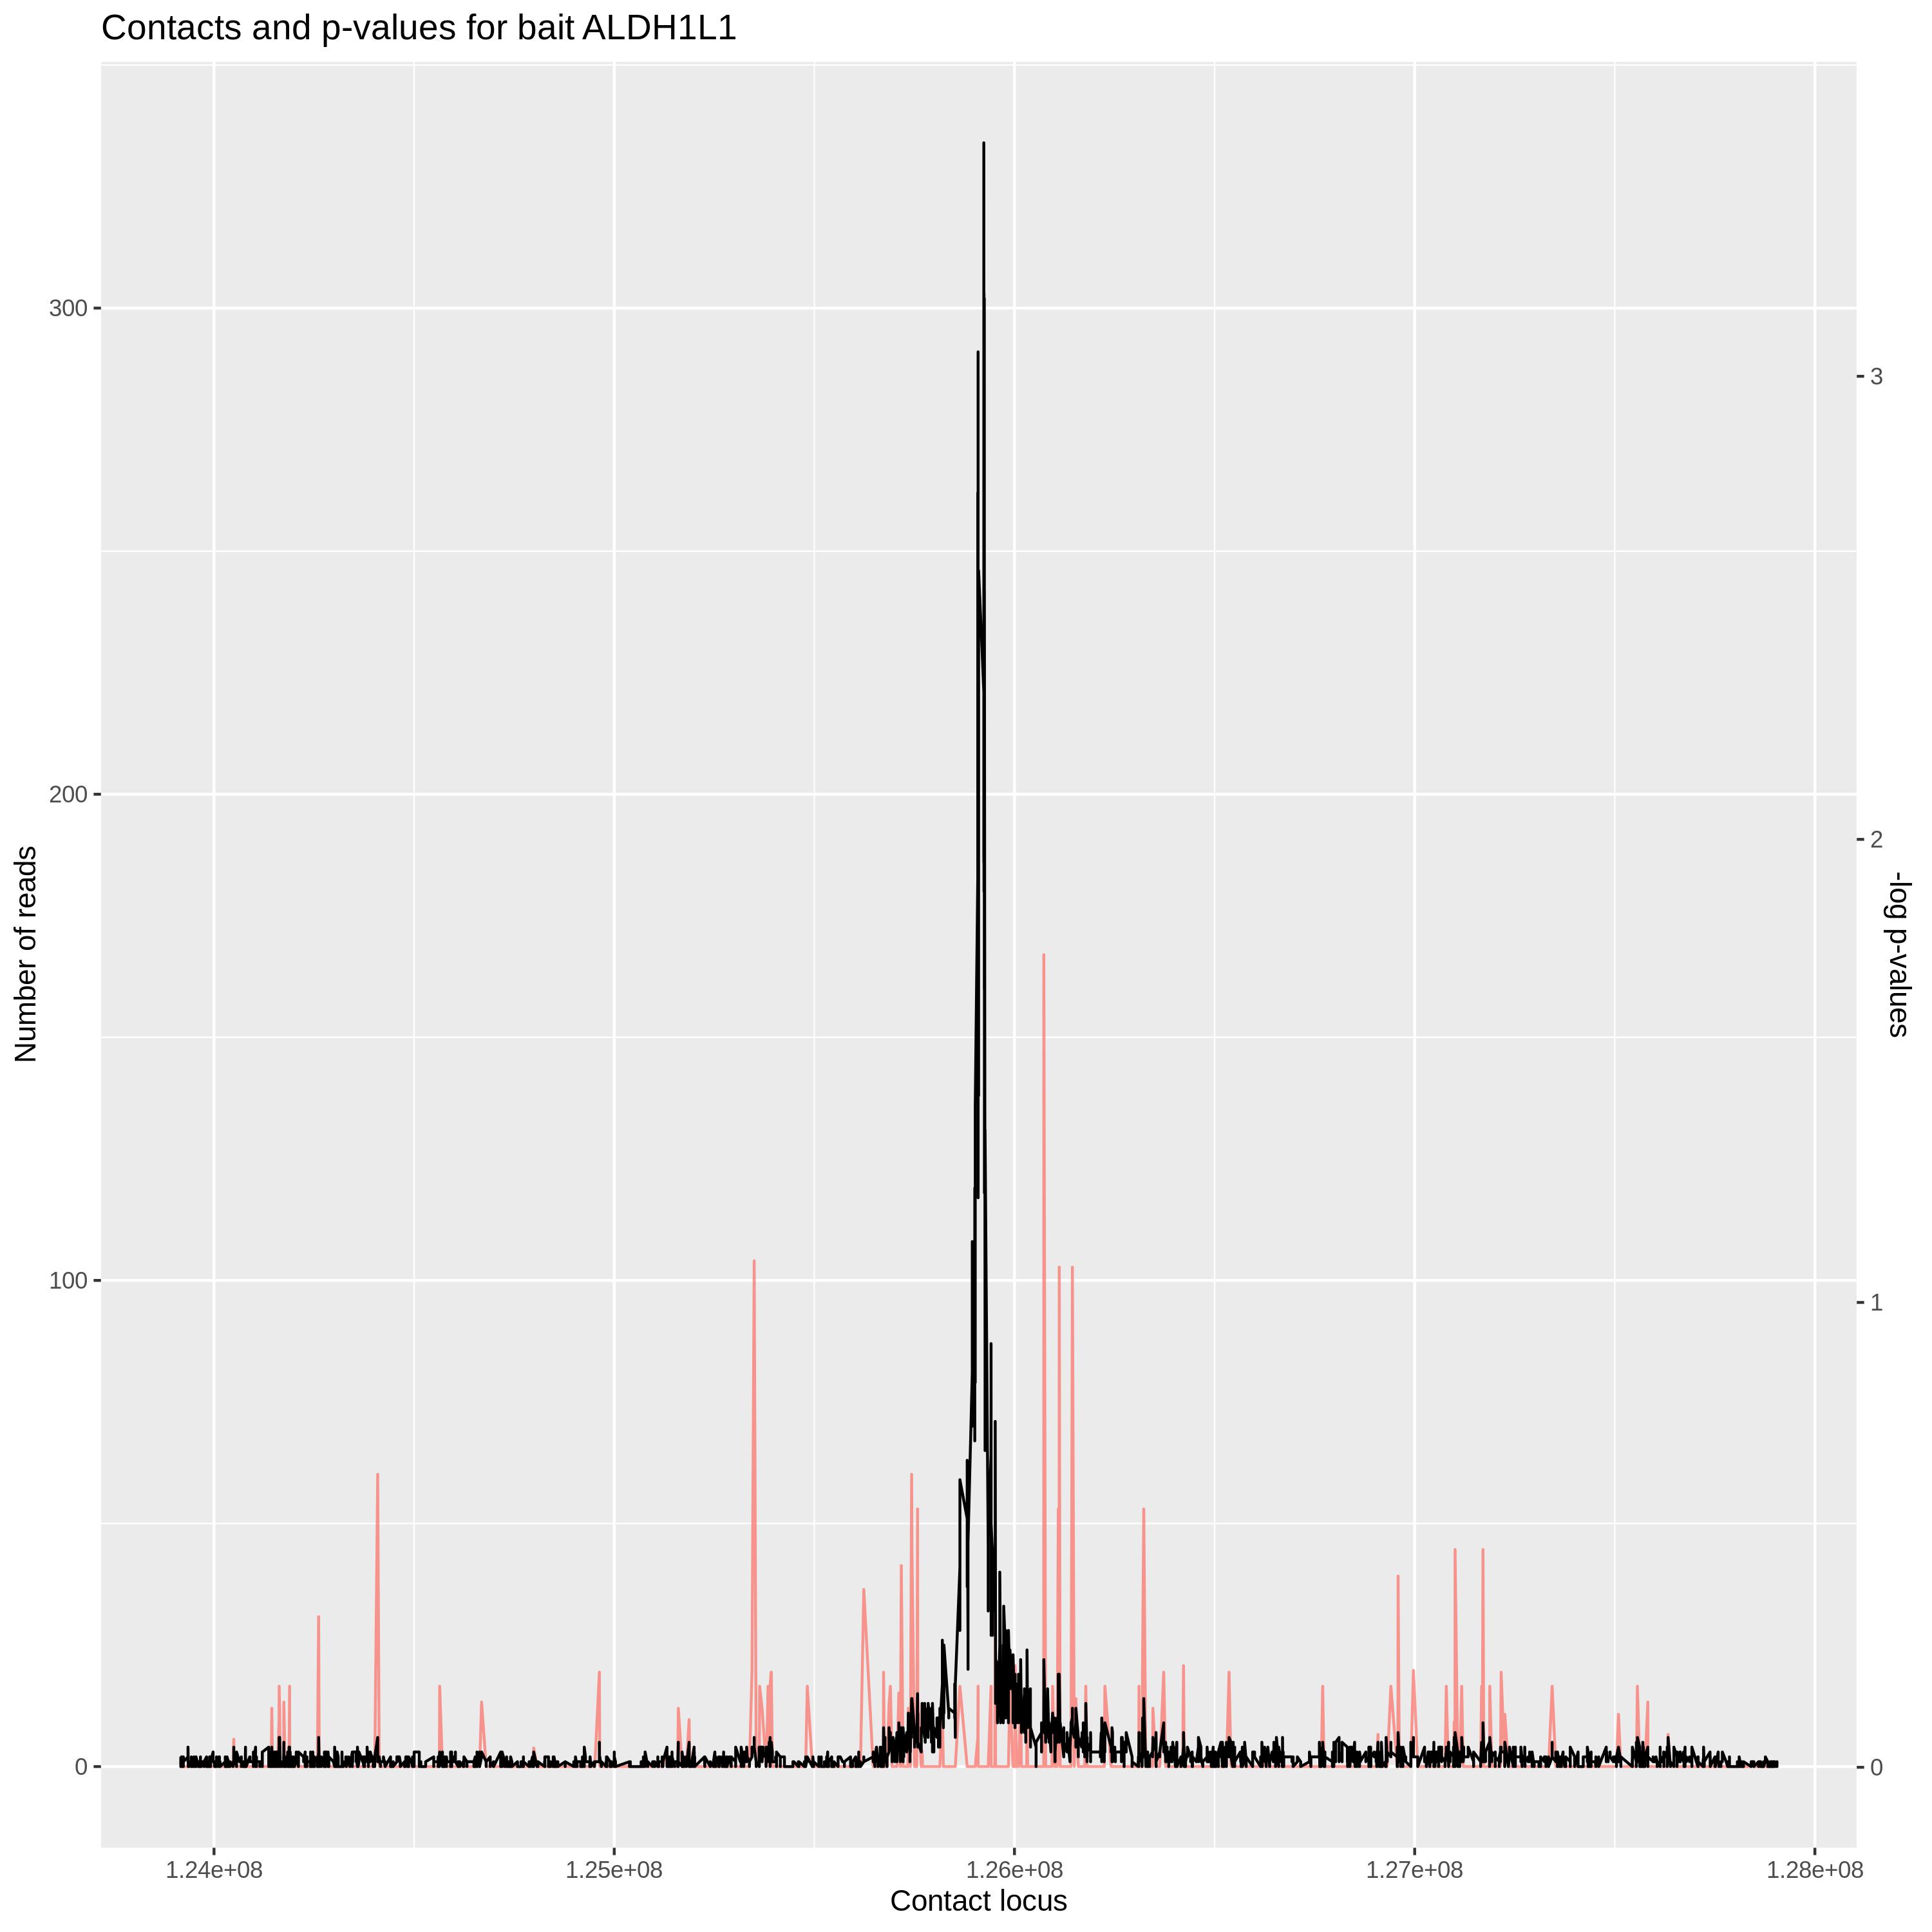 Contacts and p-values for bait ALDH1L1
300
200
100
0
Number of reads
3
2
1
0
-log p-values
1.24e+08 1.25e+08 1.26e+08 1.27e+08 1.28e+08
Contact locus